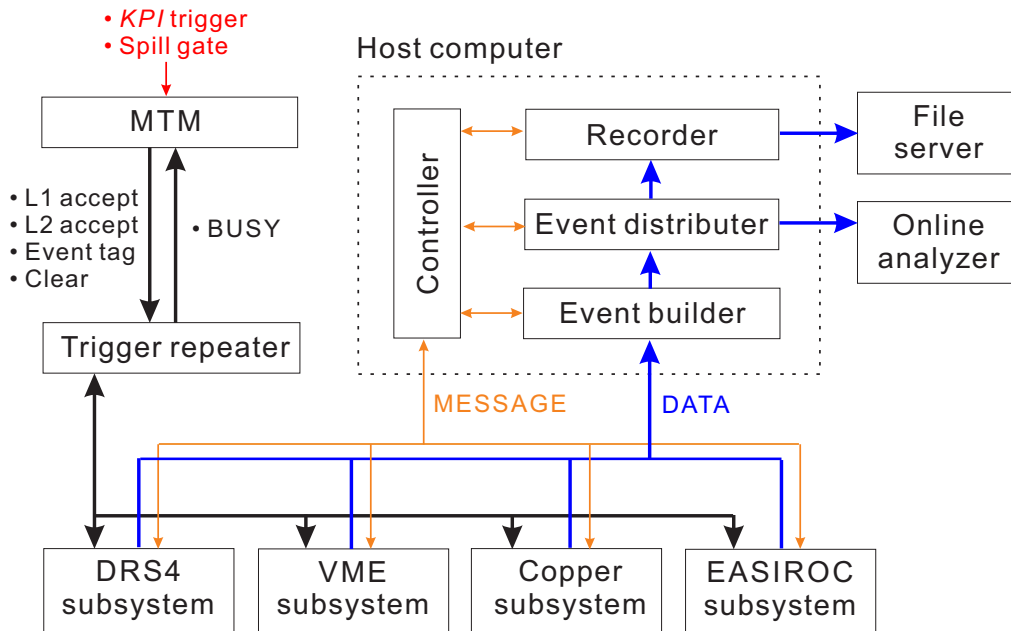 • KPI trigger
• Spill gate
MTM
• L1 accept
• L2 accept
• Event tag
• Clear
• BUSY
Trigger repeater
Host computer
Controller
Recorder
Event distributer
Event builder
File
server
Online
analyzer
MESSAGE
DATA
DRS4
subsystem
VME
subsystem
Copper
subsystem
EASIROC
subsystem